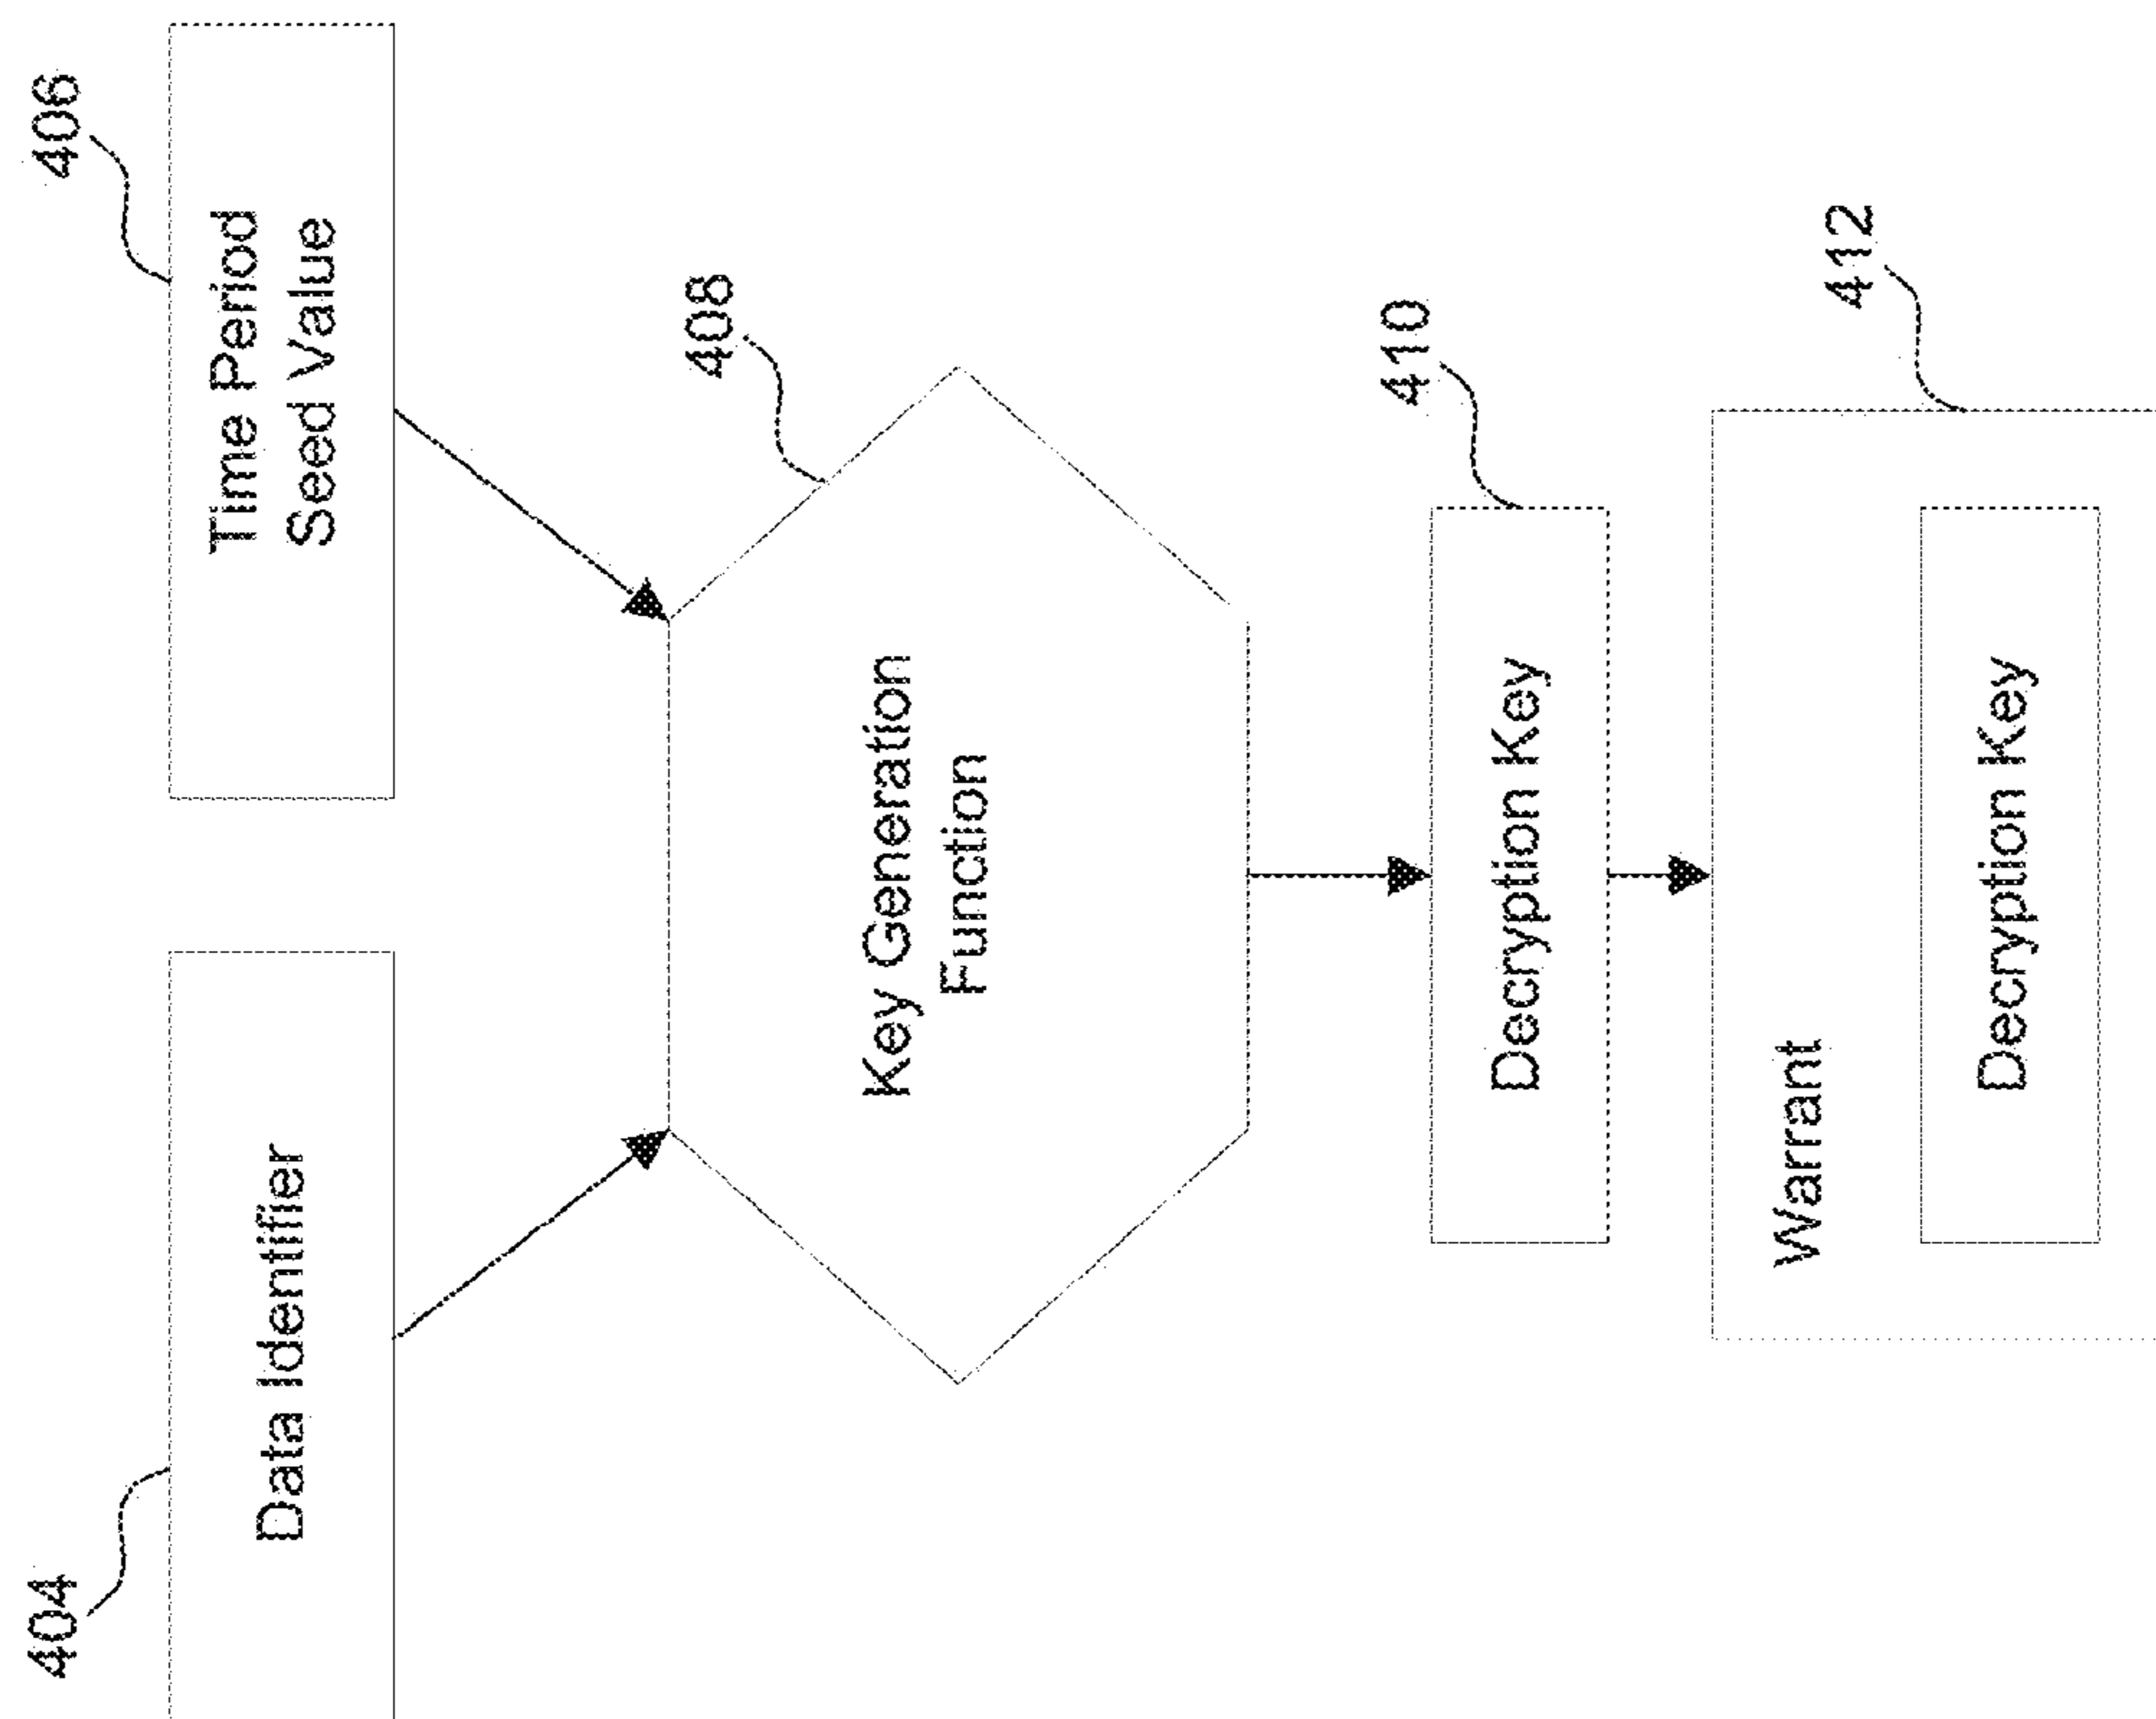 404
Data Identifier
406
Time Period
Seed Value
408
Key Generation
Function
410
Decryption Key
412
Warrant
Decryption Key